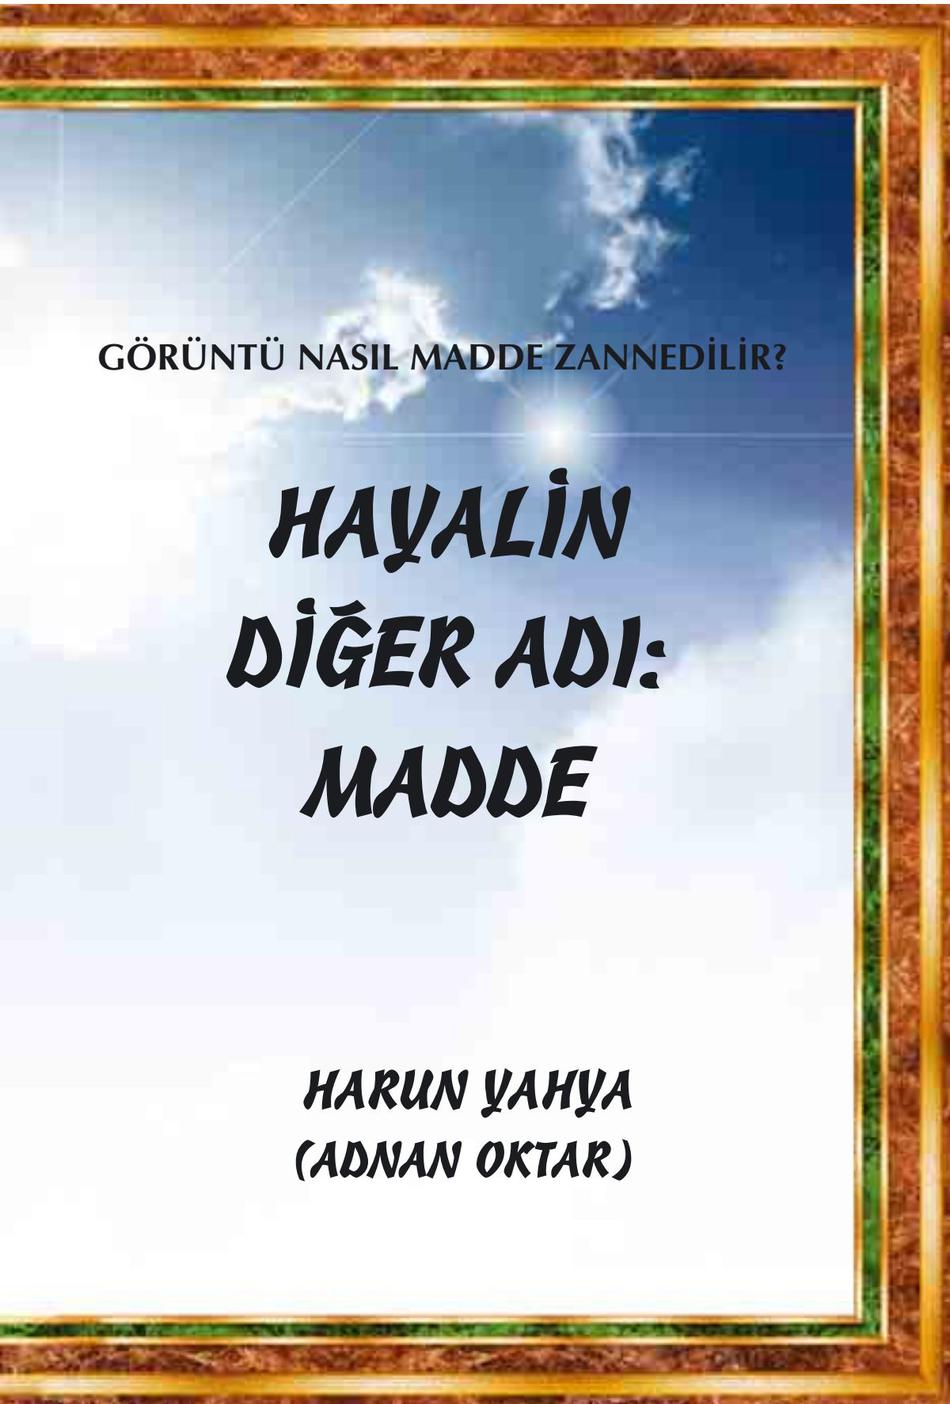 GÖRÜNTÜ NASIL MADDE ZANNEDİLİR?
HAYALİN
DİĞER ADI:
MADDE
HARUN YAHYA
(ADNAN OKTAR)